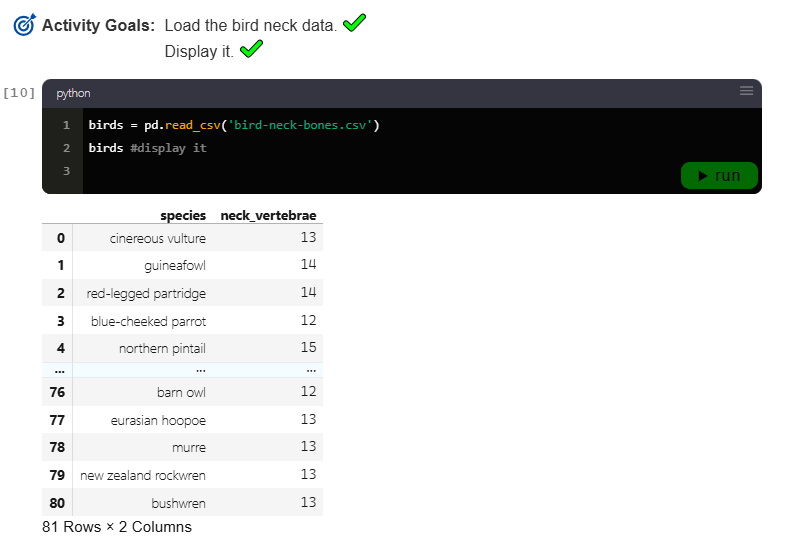 Activity Goals: Load the bird neck data.
Display it.
[10]
python
1 birds = pd.read_csv('bird-neck-bones.csv')
2 birds #display it
3
run
species neck_vertebrae
0 cinereous vulture 13
1 guineafowl 14
2 red-legged partridge 14
3 blue-cheeked parrot 12
4 northern pintail 15
... ... ...
76 barn owl 12
77 eurasian hoopoe 13
78 murre 13
79 new zealand rockwren 13
80 bushwren 13
81 Rows × 2 Columns